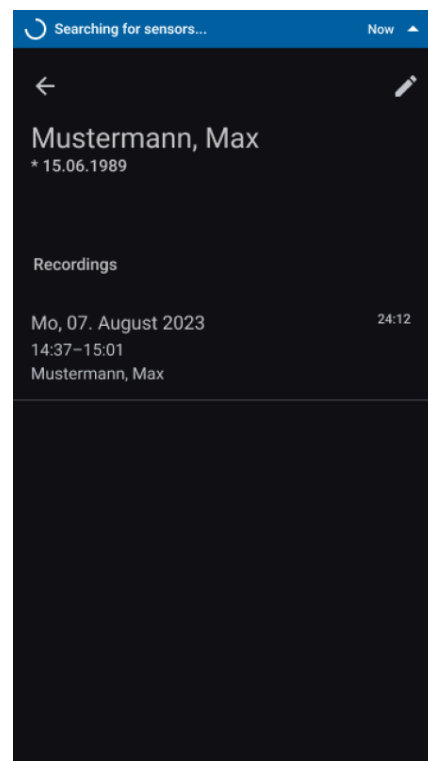 Searching for sensors... Now
Mustermann, Max
* 15.06.1989
Recordings
Mo, 07. August 2023 24:12
14:37–15:01
Mustermann, Max